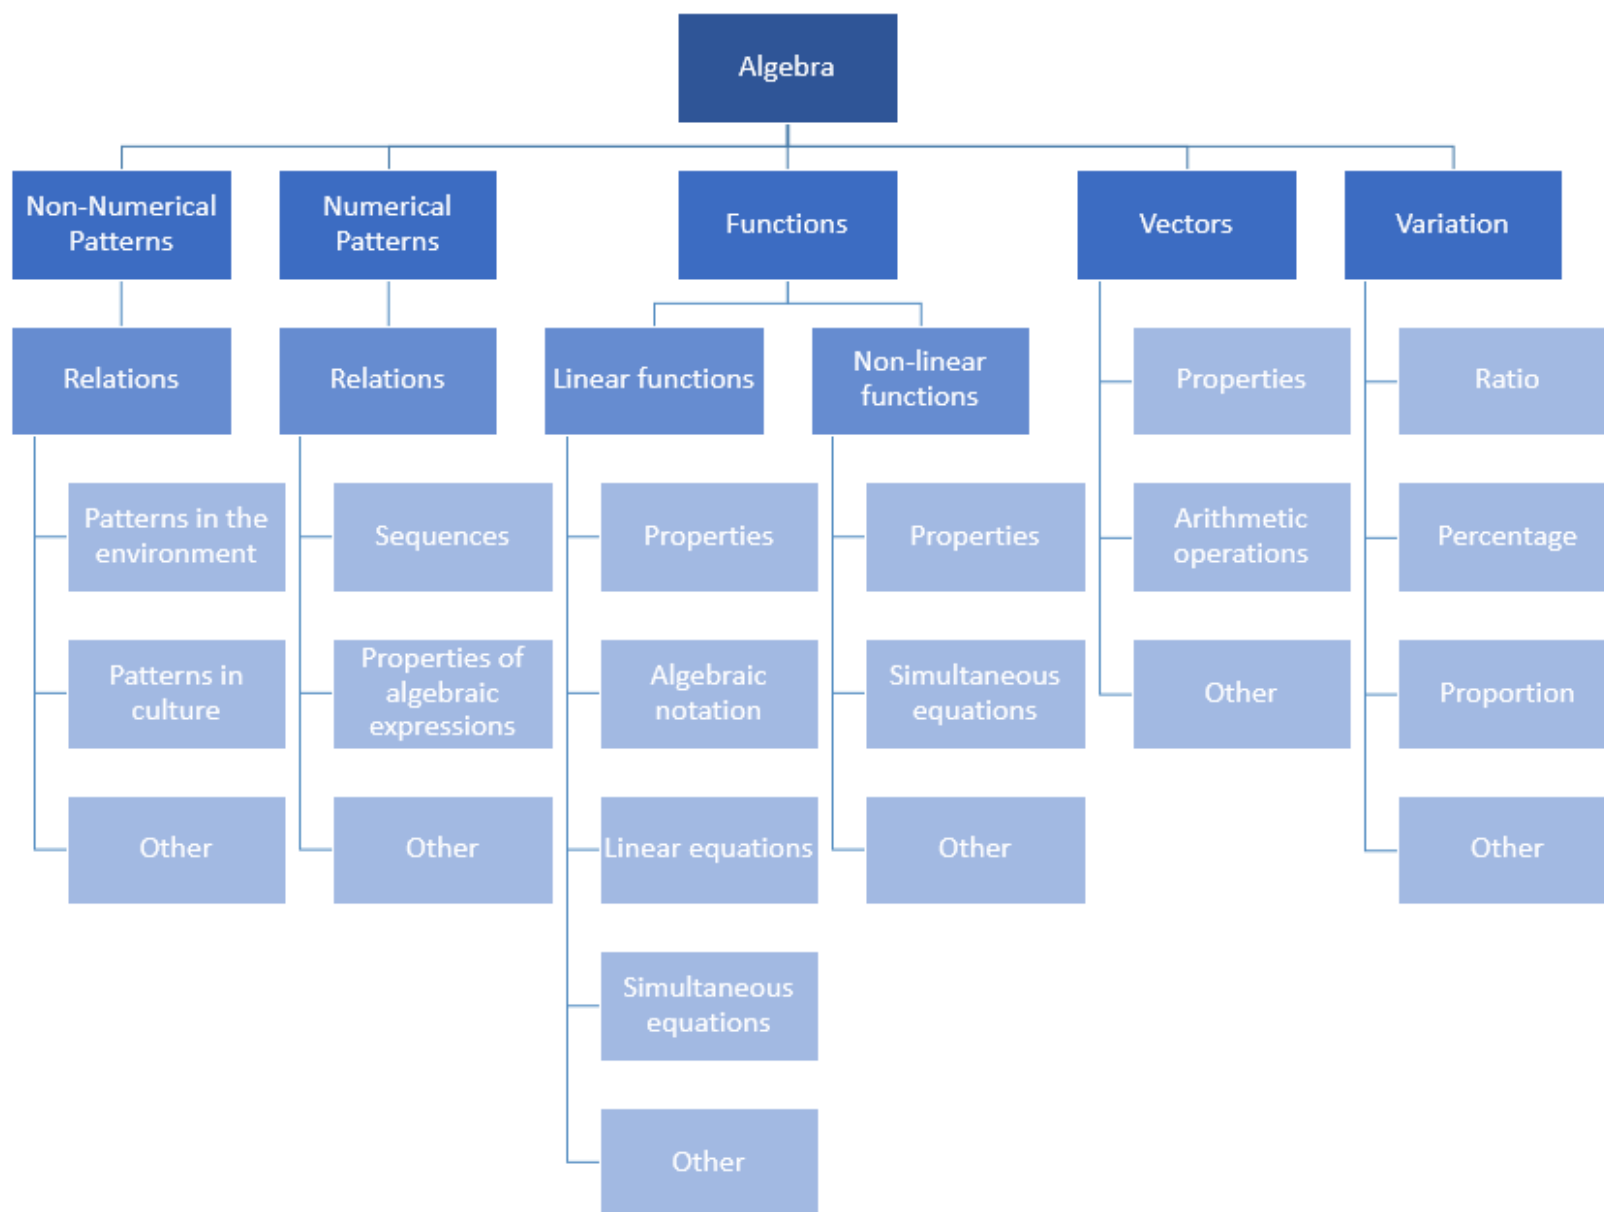 Algebra
Non-Numerical
Patterns
Numerical
Patterns
Functions
Vectors
Variation
Relations
Relations
Linear functions
Non-linear
functions
Properties
Ratio
Patterns in the
environment
Sequences
Properties
Properties
Arithmetic
operations
Percentage
Patterns in
culture
Properties of
algebraic
expressions
Algebraic
notation
Simultaneous
equations
Other
Proportion
Other
Other
Linear equations
Other
Other
Simultaneous
equations
Other